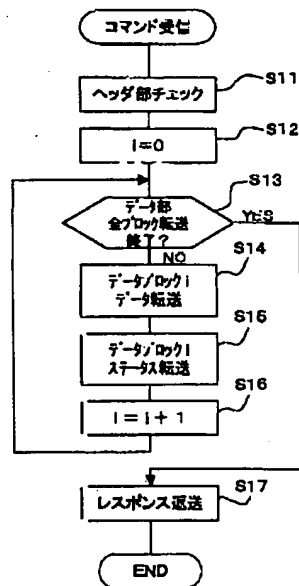 コマンド受信
S11
ヘッダ部チェック
S12
i=0
S13
データ部
全ブロック転送
終了?
YES
NO
S14
データブロックi
データ転送
S15
データブロックi
ステータス転送
S16
i=i+1
S17
レスポンス返送
END